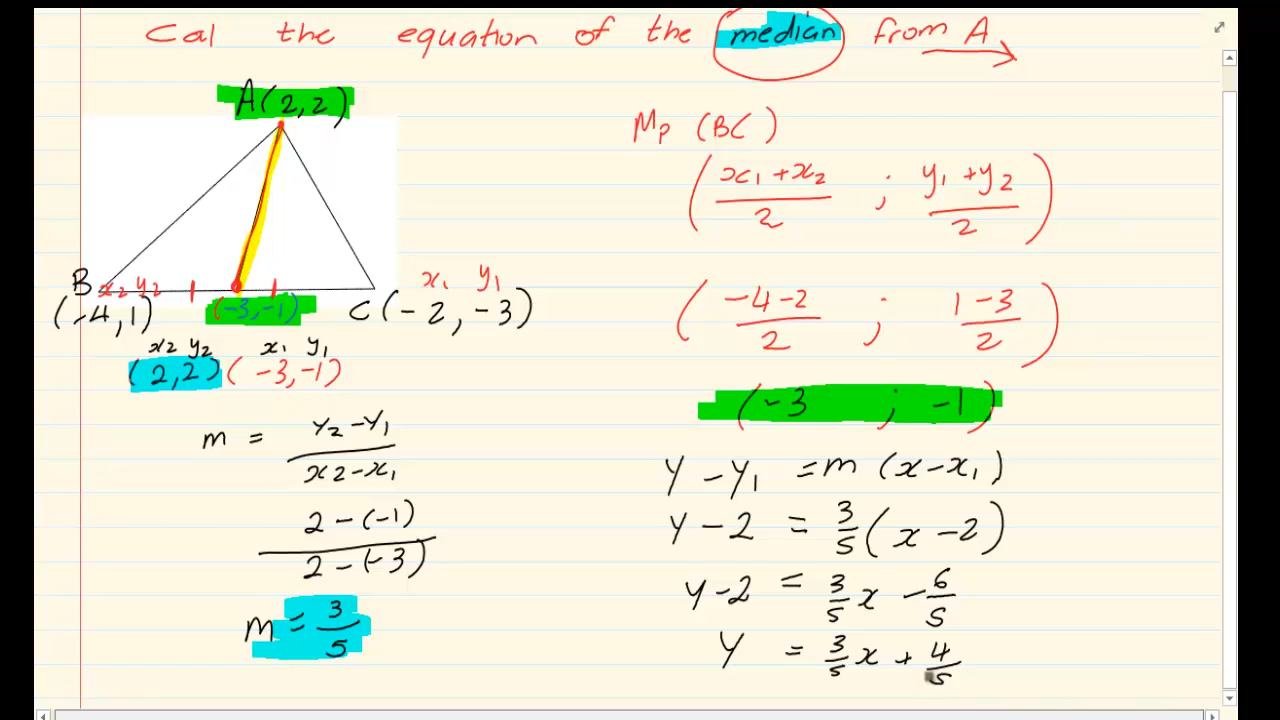 Cal the equation of the median from A
A(2,2)
B x2 y2
(-4,1)
(-3,-1)
x1 y1
C(-2,-3)
x2 y2 x1 y1
(2,2)(-3,-1)
m = y2-y1
x2-x1
2-(-1)
2-(-3)
m = 3
5
Mp (BC)
(x1+x2 ; y1+y2)
2 2
(-4-2 ; 1-3)
2 2
(-3 ; -1)
y-y1 = m(x-x1)
y-2 = 3/5(x-2)
y-2 = 3/5x - 6/5
y = 3/5x + 4/5